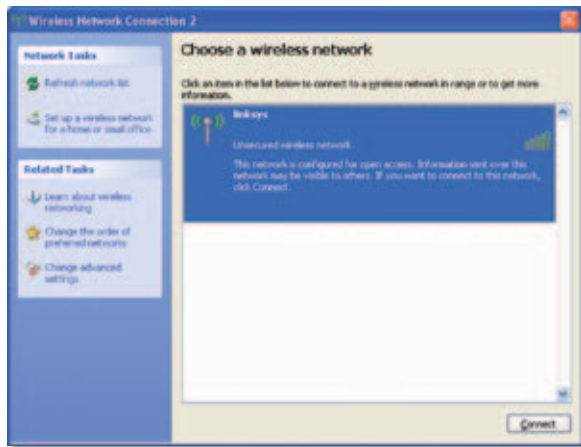 Wireless Network Connection 2
Network Tasks
Refresh network list
Set up a wireless network
for a home or small office
Related Tasks
Learn about wireless
networking
Change the order of
preferred networks
Change advanced
settings
Choose a wireless network
Click an item in the list below to connect to a wireless network in range or to get more
information.
linksys
Unsecured wireless network
This network is configured for open access. Information sent over this
network may be visible to others. If you want to connect to this network,
click Connect.
Connect